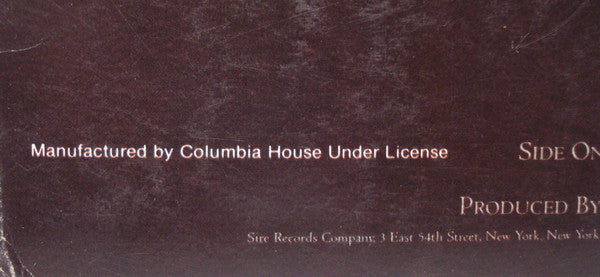 Manufactured by Columbia House Under License
SIDE ON
PRODUCED BY
Sire Records Company, 3 East 54th Street, New York, New York